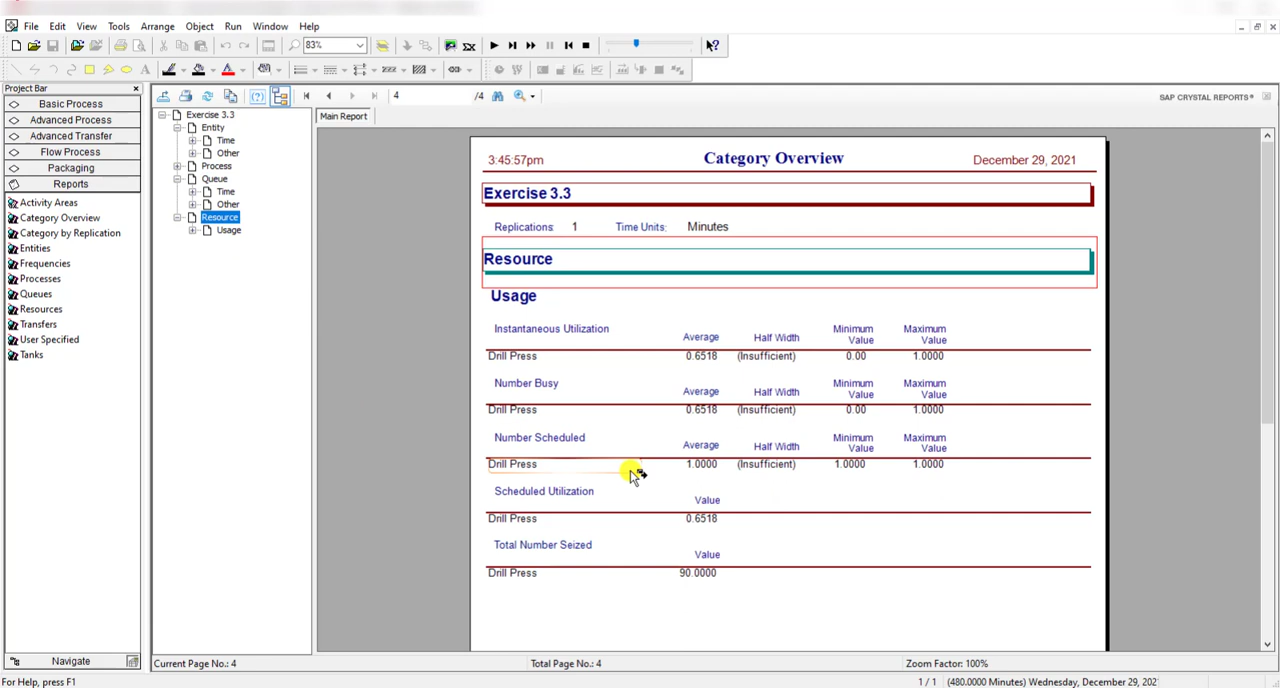 File Edit View Tools Arrange Object Run Window Help
83%
Project Bar
Basic Process
Advanced Process
Advanced Transfer
Flow Process
Packaging
Reports
Activity Areas
Category Overview
Category by Replication
Entities
Frequencies
Processes
Queues
Resources
Transfers
User Specified
Tanks
Navigate
4 /4
SAP CRYSTAL REPORTS®
Exercise 3.3
Entity
Time
Other
Process
Queue
Time
Other
Resource
Usage
Main Report
3:45:57pm Category Overview December 29, 2021
Exercise 3.3
Replications: 1 Time Units: Minutes
Resource
Usage
Instantaneous Utilization Average Half Width Minimum Value Maximum Value
Drill Press 0.6518 (Insufficient) 0.00 1.0000
Number Busy Average Half Width Minimum Value Maximum Value
Drill Press 0.6518 (Insufficient) 0.00 1.0000
Number Scheduled Average Half Width Minimum Value Maximum Value
Drill Press 1.0000 (Insufficient) 1.0000 1.0000
Scheduled Utilization Value
Drill Press 0.6518
Total Number Seized Value
Drill Press 90.0000
Current Page No.: 4 Total Page No.: 4 Zoom Factor: 100%
For Help, press F1 1 / 1 (480.0000 Minutes) Wednesday, December 29, 202